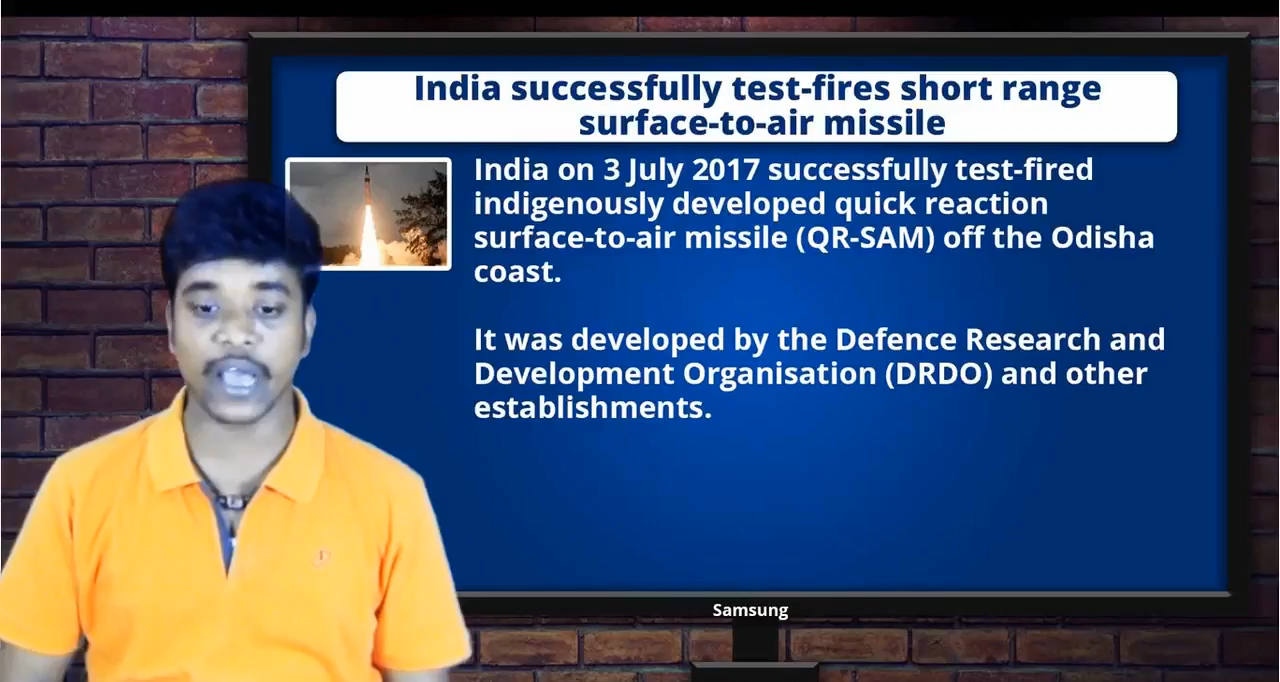 India successfully test-fires short range
surface-to-air missile
India on 3 July 2017 successfully test-fired
indigenously developed quick reaction
surface-to-air missile (QR-SAM) off the Odisha
coast.
It was developed by the Defence Research and
Development Organisation (DRDO) and other
establishments.
Samsung